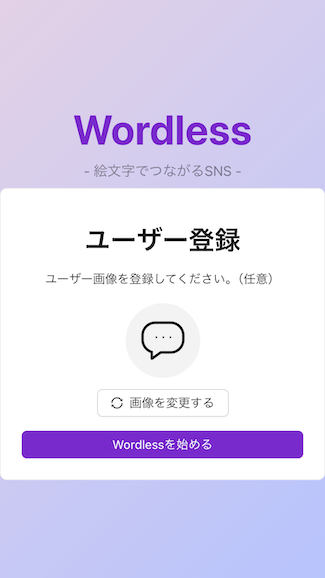 Wordless
- 絵文字でつながるSNS -
ユーザー登録
ユーザー画像を登録してください。（任意）
画像を変更する
Wordlessを始める